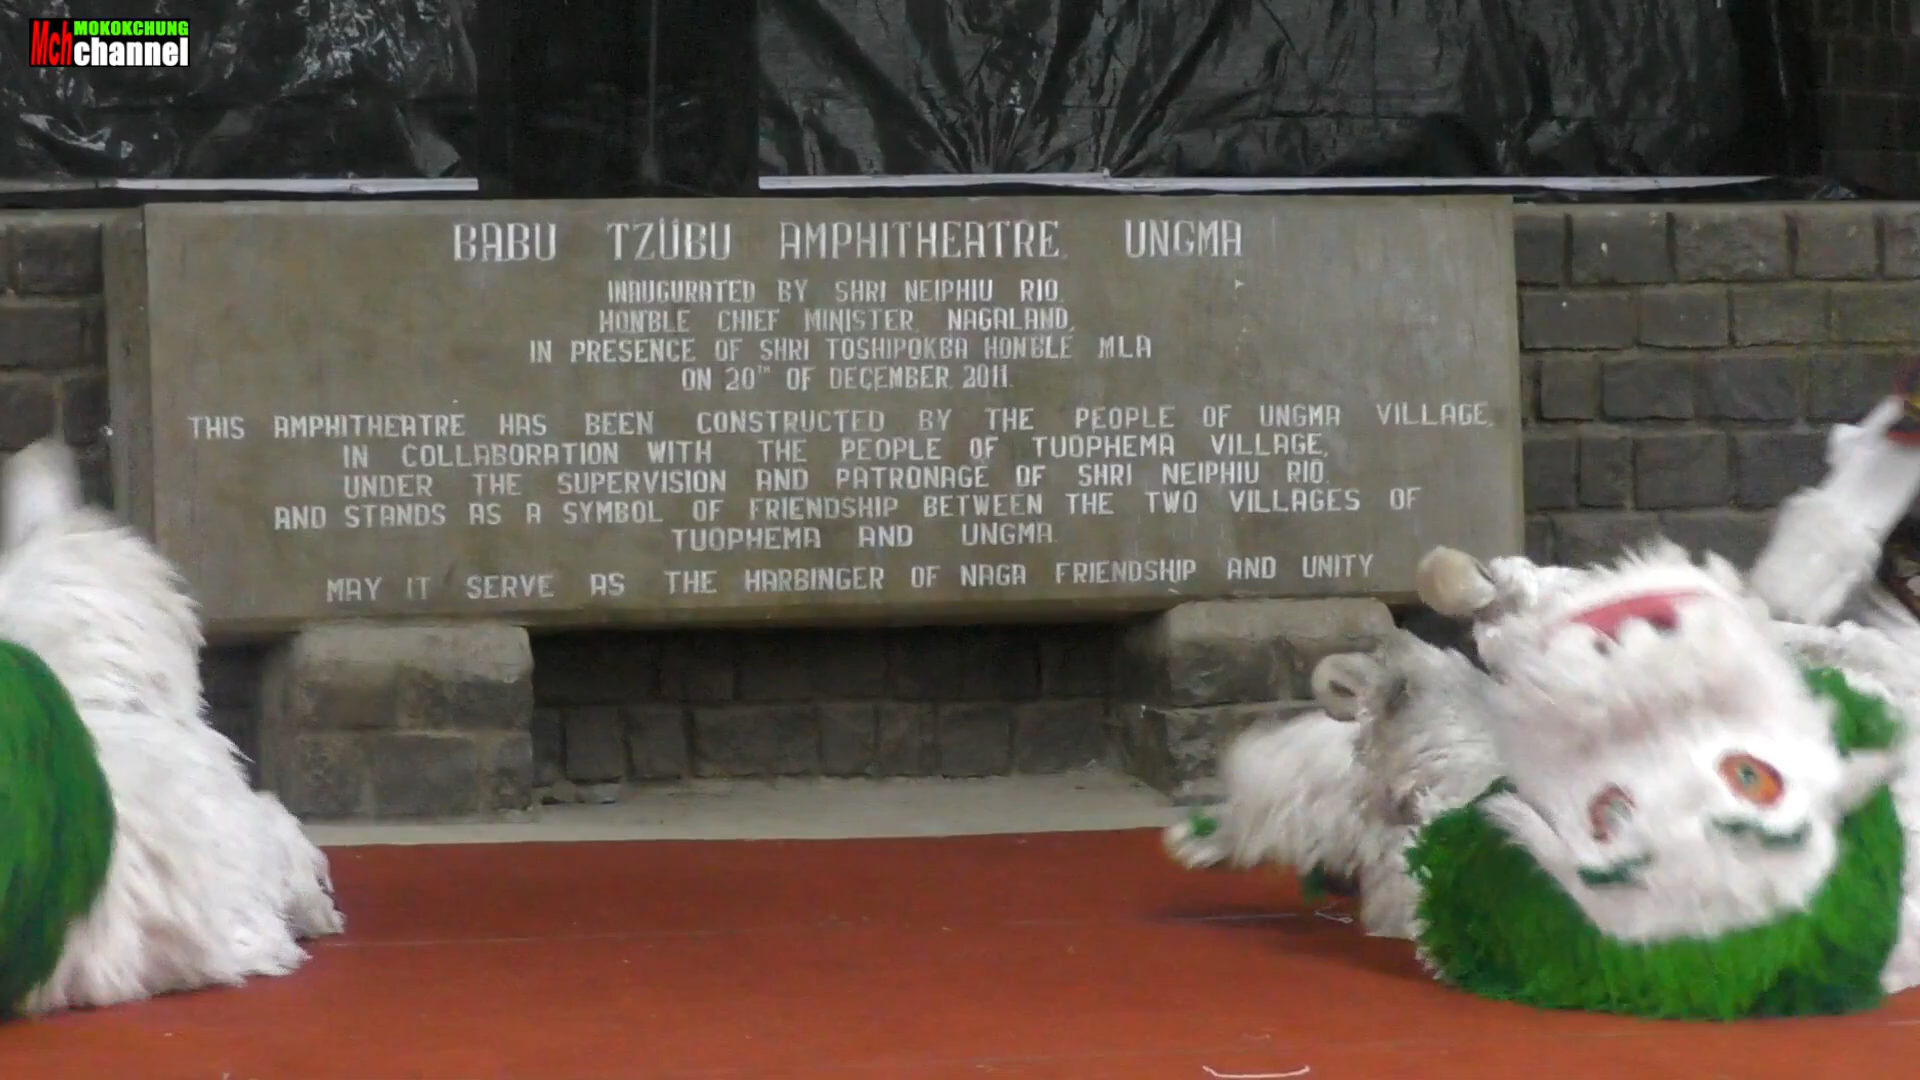 Mch MOKOKCHUNG
channel
BABU TZÜBU AMPHITHEATRE, UNGMA
INAUGURATED BY SHRI NEIPHIU RIO,
HON'BLE CHIEF MINISTER, NAGALAND,
IN PRESENCE OF SHRI TOSHIPOKBA HON'BLE MLA
ON 20TH OF DECEMBER, 2011.
THIS AMPHITHEATRE HAS BEEN CONSTRUCTED BY THE PEOPLE OF UNGMA VILLAGE,
IN COLLABORATION WITH THE PEOPLE OF TUOPHEMA VILLAGE,
UNDER THE SUPERVISION AND PATRONAGE OF SHRI NEIPHIU RIO.
AND STANDS AS A SYMBOL OF FRIENDSHIP BETWEEN THE TWO VILLAGES OF
TUOPHEMA AND UNGMA.
MAY IT SERVE AS THE HARBINGER OF NAGA FRIENDSHIP AND UNITY